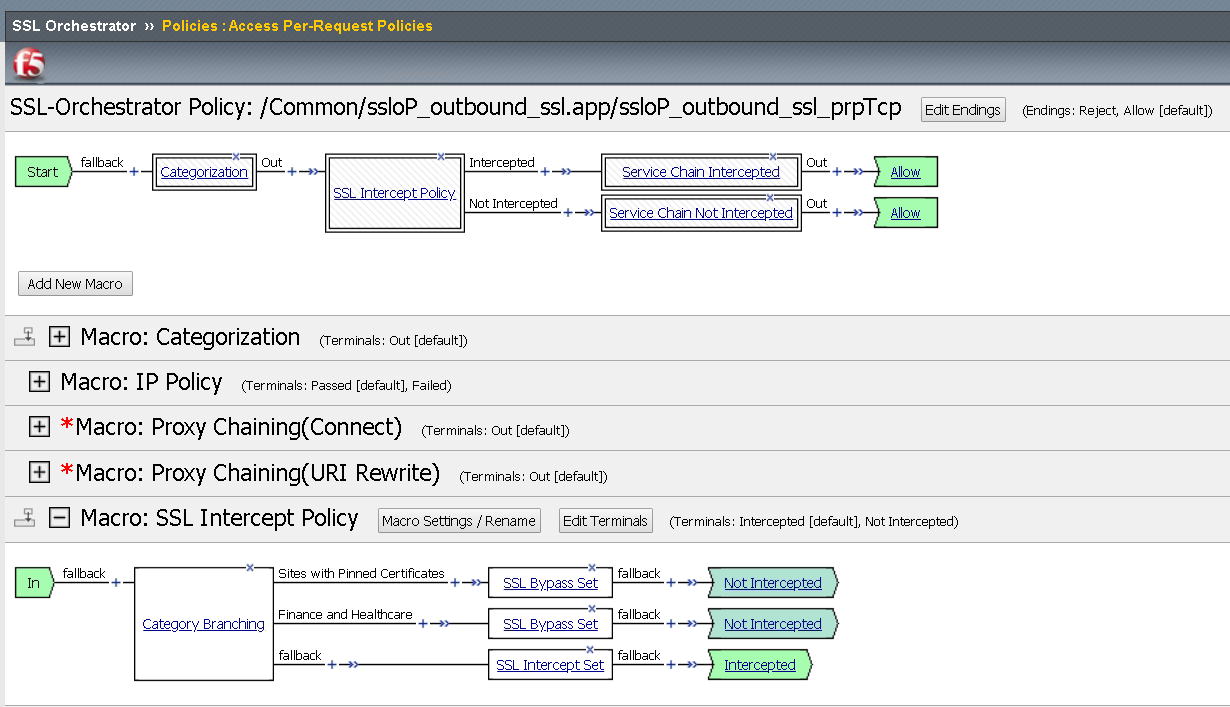 SSL Orchestrator ›› Policies : Access Per-Request Policies
f5
SSL-Orchestrator Policy: /Common/ssloP_outbound_ssl.app/ssloP_outbound_ssl_prpTcp Edit Endings (Endings: Reject, Allow [default])
Start fallback + Categorization x Out + SSL Intercept Policy x Intercepted + Service Chain Intercepted x Out + Allow
Not Intercepted + Service Chain Not Intercepted x Out + Allow
Add New Macro
+ Macro: Categorization (Terminals: Out [default])
+ Macro: IP Policy (Terminals: Passed [default], Failed)
+ *Macro: Proxy Chaining(Connect) (Terminals: Out [default])
+ *Macro: Proxy Chaining(URI Rewrite) (Terminals: Out [default])
− Macro: SSL Intercept Policy Macro Settings / Rename Edit Terminals (Terminals: Intercepted [default], Not Intercepted)
In fallback + Category Branching x Sites with Pinned Certificates + SSL Bypass Set x fallback + Not Intercepted
Finance and Healthcare + SSL Bypass Set x fallback + Not Intercepted
fallback + SSL Intercept Set x fallback + Intercepted